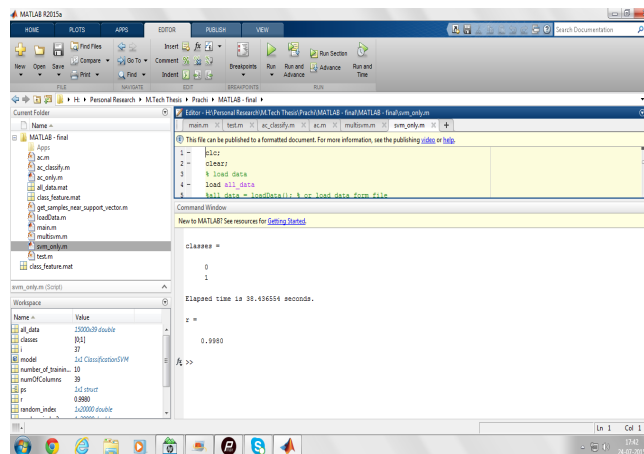 MATLAB R2015a
HOME PLOTS APPS EDITOR PUBLISH VIEW
Search Documentation
New Open Save Find Files Compare Print
Go To Find
Insert Comment Indent
Breakpoints Run Run and Advance Run Section Advance Run and Time
FILE NAVIGATE EDIT BREAKPOINTS RUN
H: Personal Research M.Tech Thesis Prachi MATLAB - final
Current Folder
Name
MATLAB - final
Apps
ac.m
ac_classify.m
ac_only.m
all_data.mat
class_feature.mat
get_samples_near_support_vector.m
loadData.m
main.m
multisvm.m
svm_only.m
test.m
class_feature.mat
svm_only.m (Script)
Workspace
Name Value
all_data 15000x39 double
classes [0;1]
i 37
model 1x1 ClassificationSVM
number_of_trainin... 10
numOfColumns 39
ps 1x1 struct
r 0.9980
random_index 1x20000 double
Editor - H:\Personal Research\M.Tech Thesis\Prachi\MATLAB - final\MATLAB - final\svm_only.m
main.m test.m ac_classify.m ac.m multisvm.m svm_only.m
This file can be published to a formatted document. For more information, see the publishing video or help.
1 - clc;
2 - clear;
3 % load data
4 - load all_data
5 %all data = loadData(); % or load data form file
Command Window
New to MATLAB? See resources for Getting Started.
classes =
0
1
Elapsed time is 38.436554 seconds.
r =
0.9980
fx >>
Ln 1 Col 1
17:42